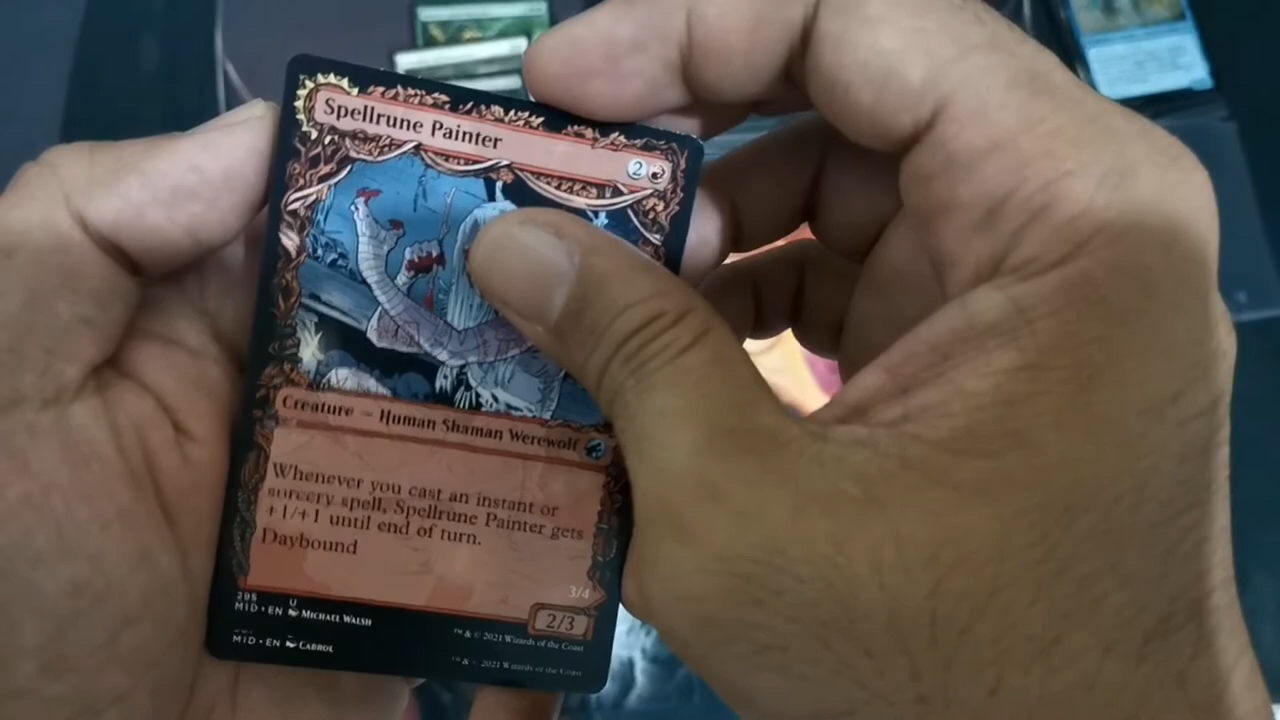 Spellrune Painter
2
Creature – Human Shaman Werewolf
Whenever you cast an instant or
sorcery spell, Spellrune Painter gets
+1/+1 until end of turn.
Daybound
3/4
2/3
295 U
MID • EN MICHAEL WALSH
™ & © 2021 Wizards of the Coast
MID • EN CABROL
™ & © 2021 Wizards of the Coast